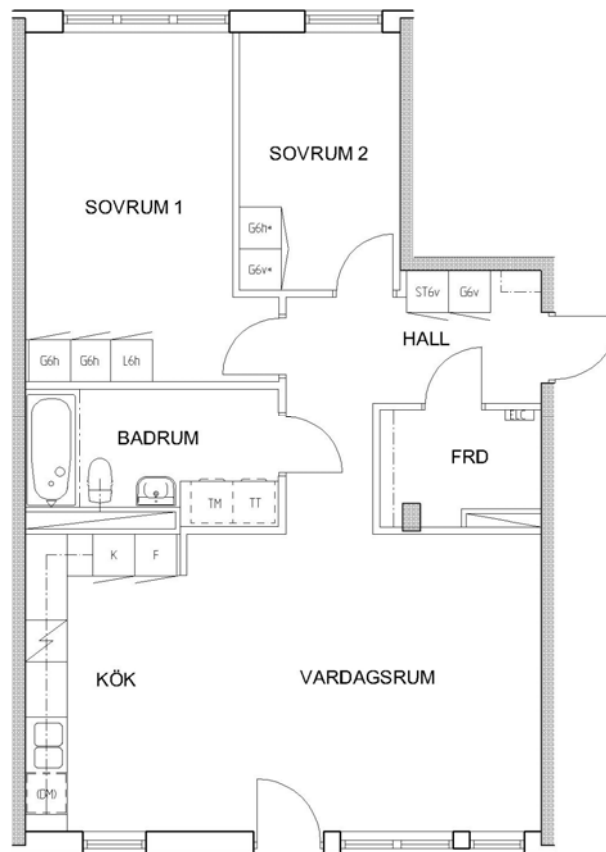 SOVRUM 2
SOVRUM 1
G6h*
G6v*
ST6v
G6v
HALL
G6h
G6h
L6h
ELC
BADRUM
FRD
TM
TT
K
F
KÖK
VARDAGSRUM
(DM)